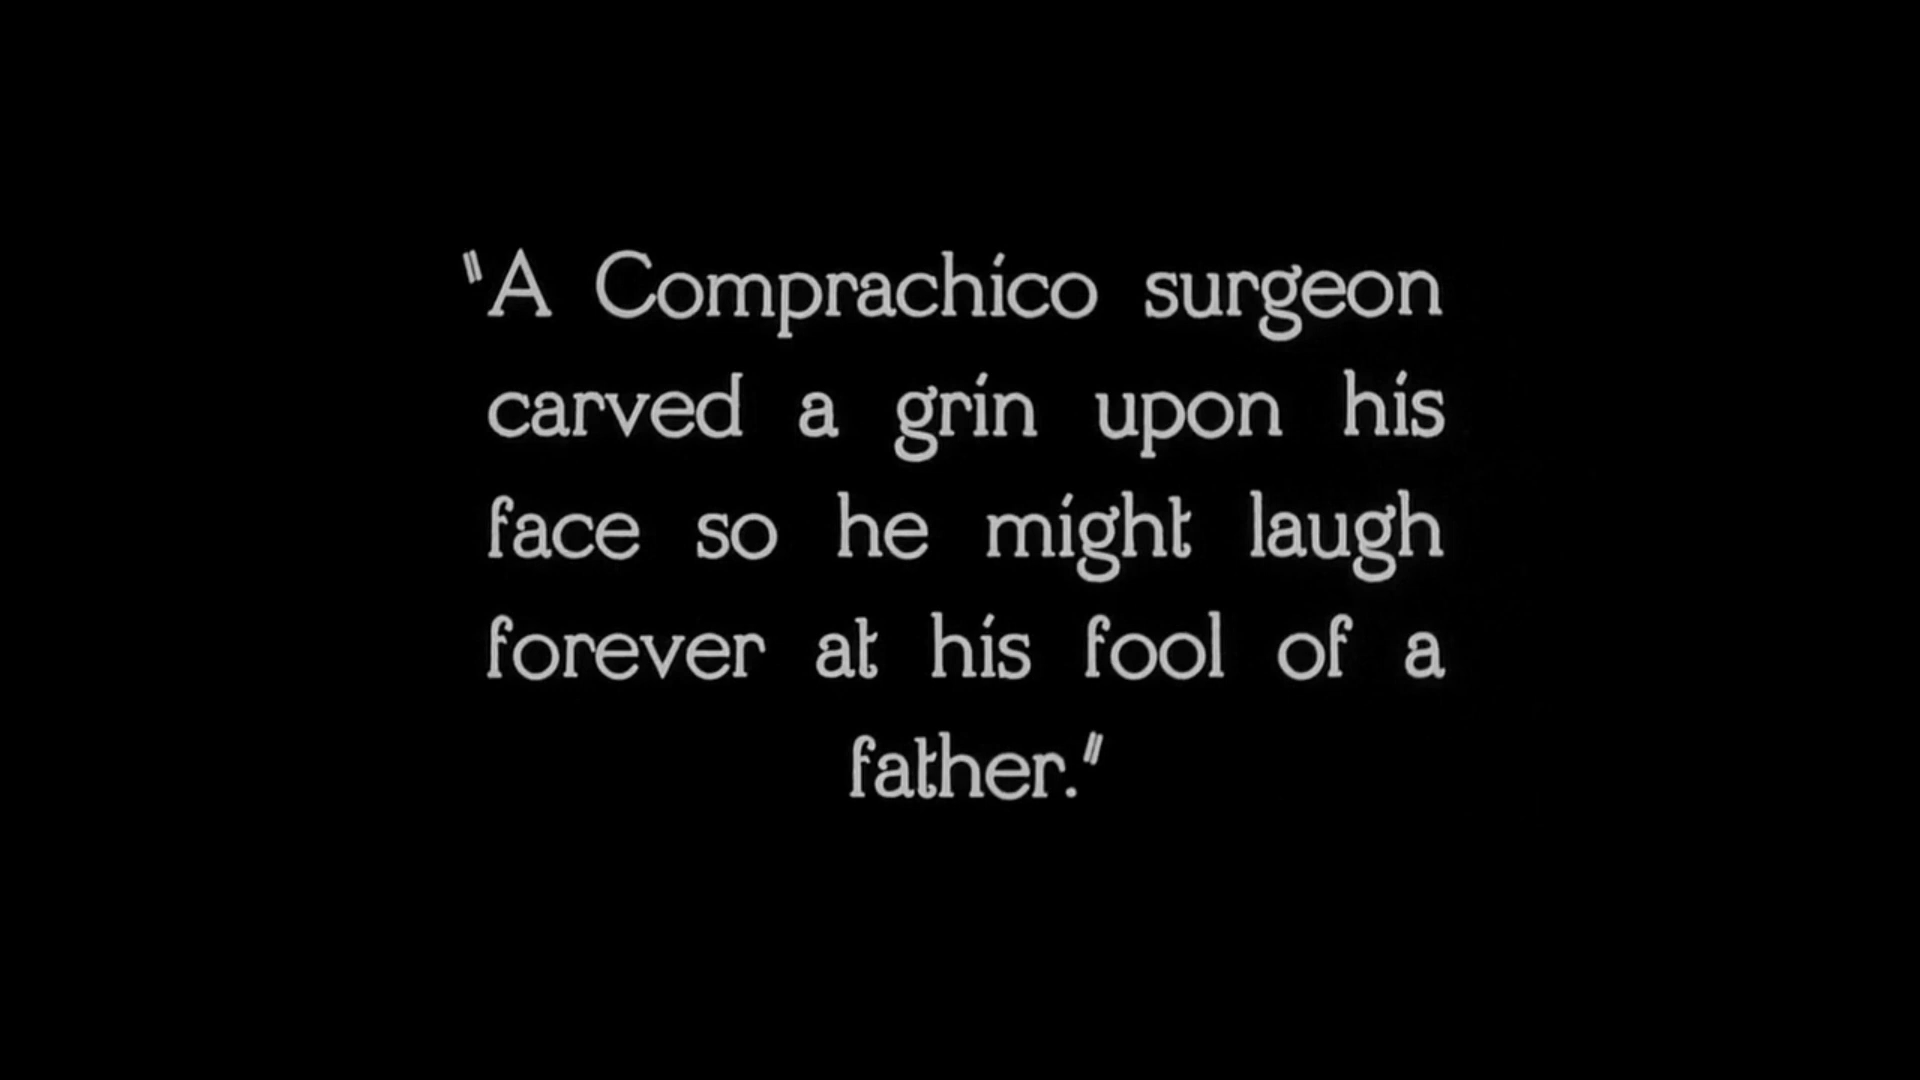 "A Comprachico surgeon
carved a grin upon his
face so he might laugh
forever at his fool of a
father."